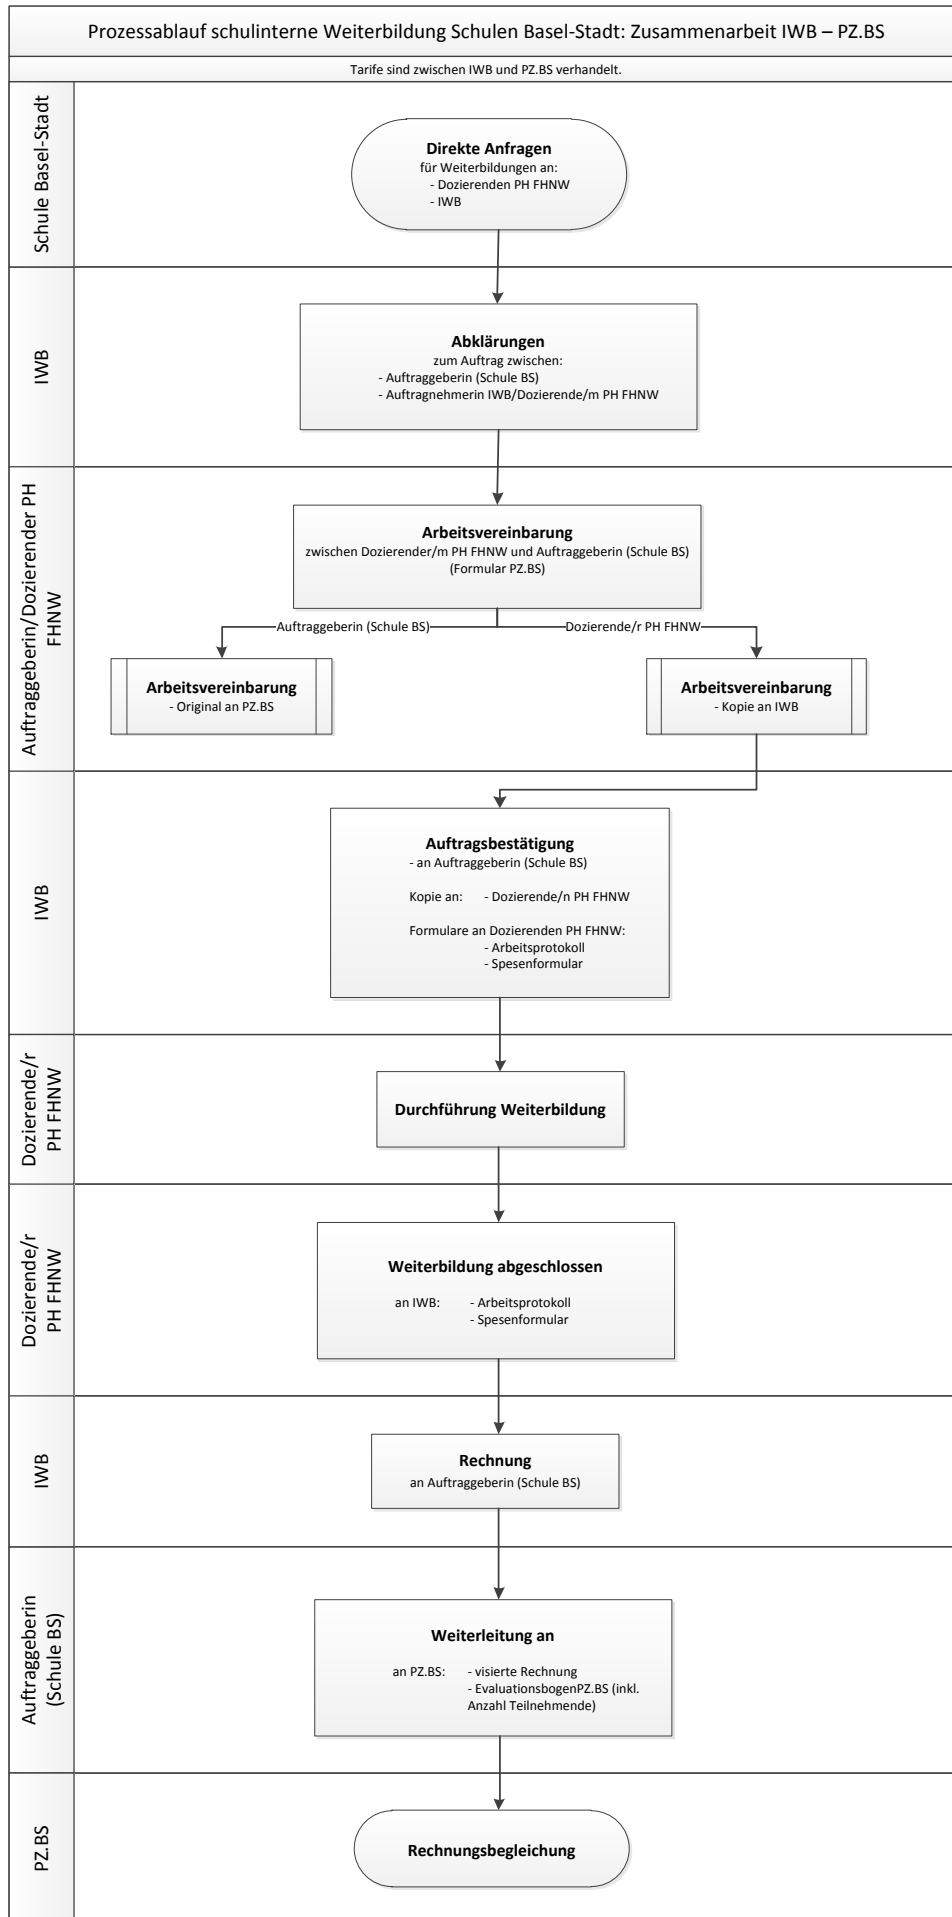 Prozessablauf schulinterne Weiterbildung Schulen Basel-Stadt: Zusammenarbeit IWB – PZ.BS
Tarife sind zwischen IWB und PZ.BS verhandelt.
Schule Basel-Stadt
Direkte Anfragen
für Weiterbildungen an:
- Dozierenden PH FHNW
- IWB
IWB
Abklärungen
zum Auftrag zwischen:
- Auftraggeberin (Schule BS)
- Auftragnehmerin IWB/Dozierende/m PH FHNW
Auftraggeberin/Dozierender PH
FHNW
Arbeitsvereinbarung
zwischen Dozierender/m PH FHNW und Auftraggeberin (Schule BS)
(Formular PZ.BS)
Auftraggeberin (Schule BS)
Dozierende/r PH FHNW
Arbeitsvereinbarung
- Original an PZ.BS
Arbeitsvereinbarung
- Kopie an IWB
IWB
Auftragsbestätigung
- an Auftraggeberin (Schule BS)
Kopie an: - Dozierende/n PH FHNW
Formulare an Dozierenden PH FHNW:
- Arbeitsprotokoll
- Spesenformular
Dozierende/r
PH FHNW
Durchführung Weiterbildung
Dozierende/r
PH FHNW
Weiterbildung abgeschlossen
an IWB: - Arbeitsprotokoll
- Spesenformular
IWB
Rechnung
an Auftraggeberin (Schule BS)
Auftraggeberin
(Schule BS)
Weiterleitung an
an PZ.BS: - visierte Rechnung
- EvaluationsbogenPZ.BS (inkl.
Anzahl Teilnehmende)
PZ.BS
Rechnungsbegleichung